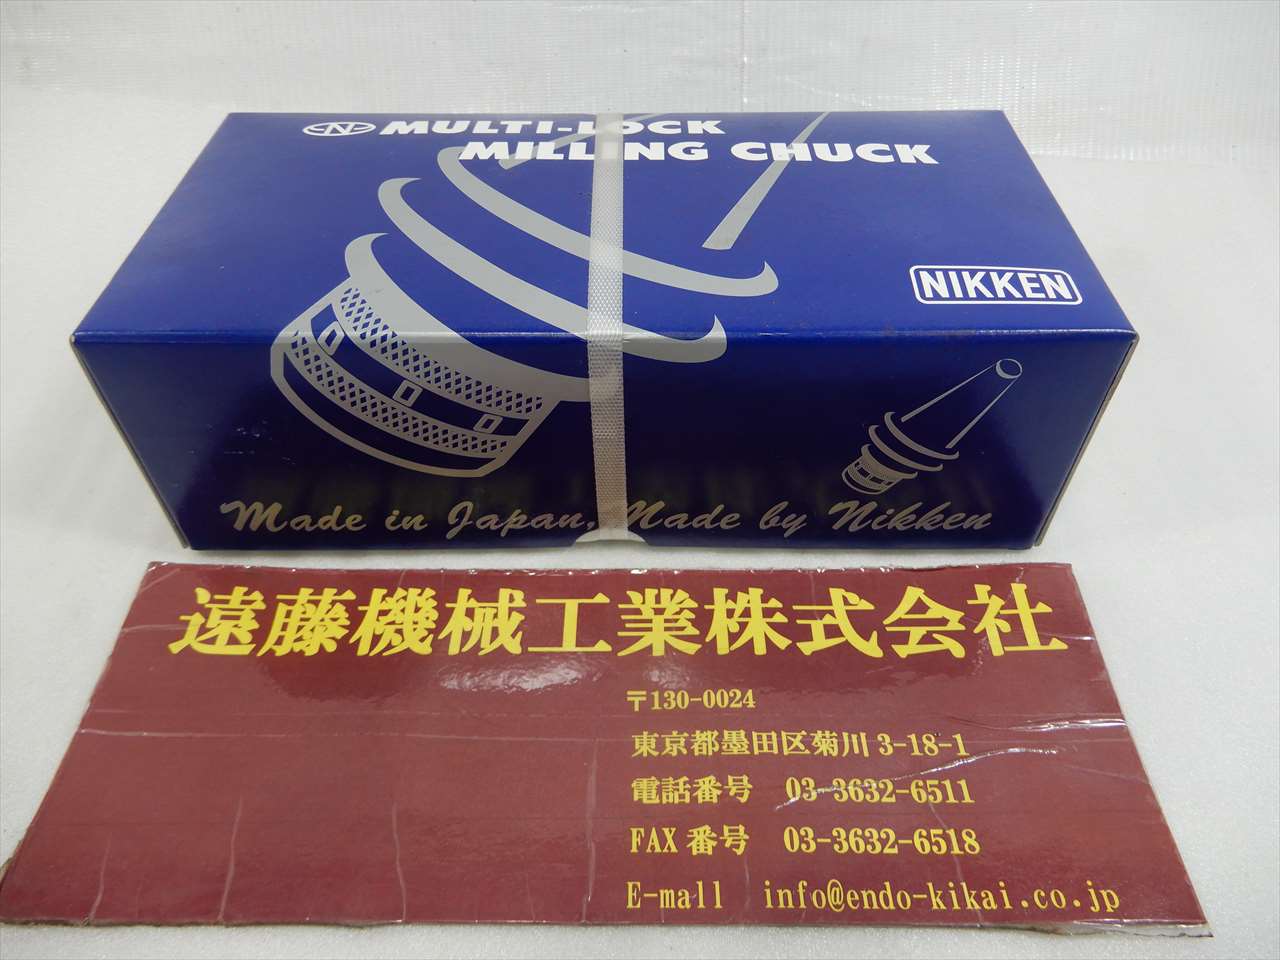 N MULTI-LOCK
MILLING CHUCK
NIKKEN
Made in Japan, Made by Nikken
遠藤機械工業株式会社
〒130-0024
東京都墨田区菊川 3-18-1
電話番号 03-3632-6511
FAX 番号 03-3632-6518
E-mall info@endo-kikai.co.jp